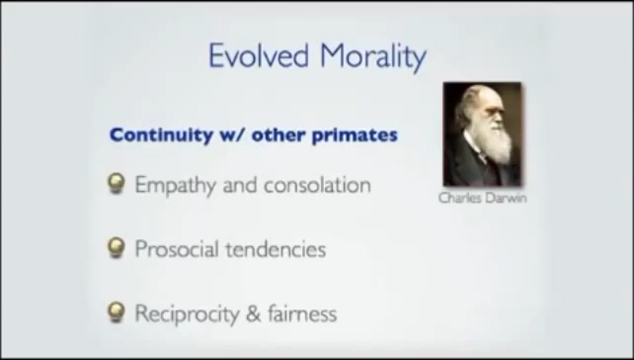 Evolved Morality
Continuity w/ other primates
Charles Darwin
Empathy and consolation
Prosocial tendencies
Reciprocity & fairness